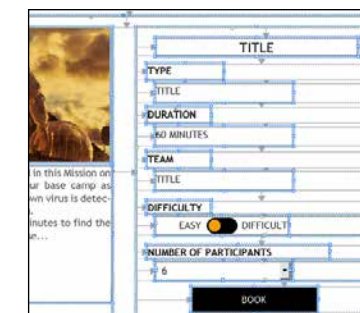 d in this Mission on
ur base camp as
wn virus is detec-
.
inutes to find the
e...
TITLE
TYPE
TITLE
DURATION
60 MINUTES
TEAM
TITLE
DIFFICULTY
EASY DIFFICULT
NUMBER OF PARTICIPANTS
6
BOOK